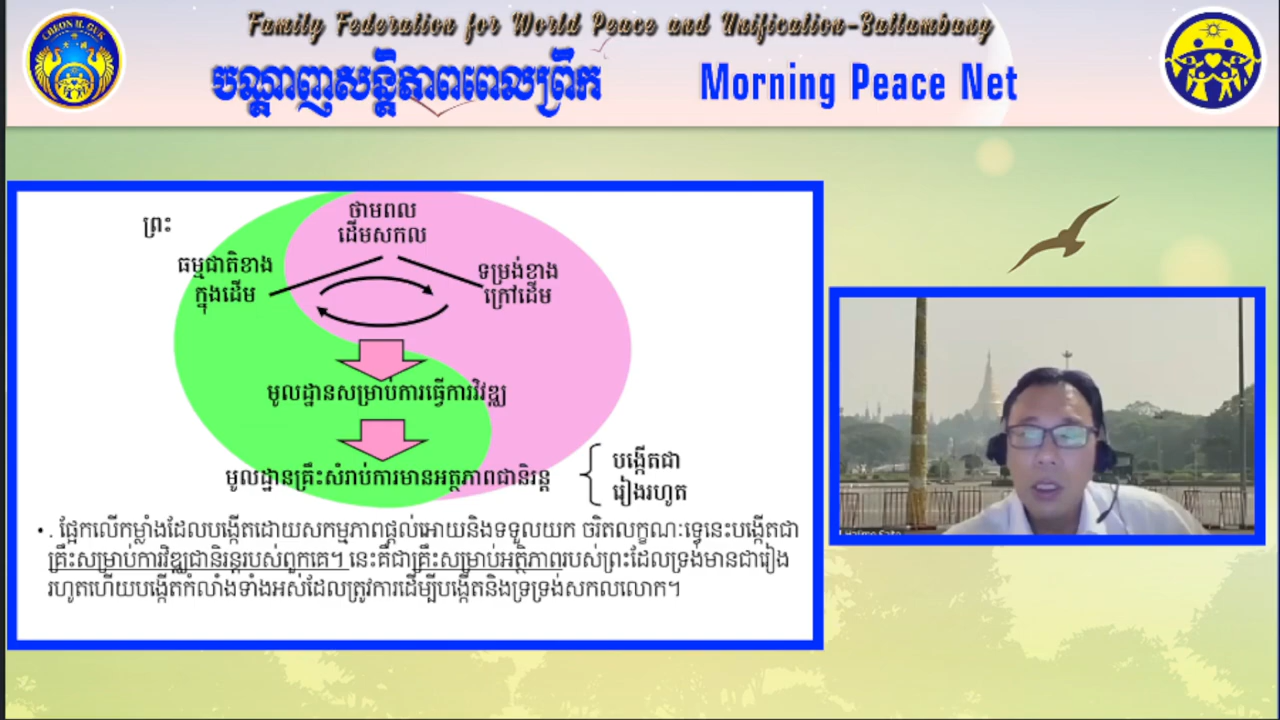 Family Federation for World Peace and Unification-Battambang
CHEON IL GUK
បណ្តាញសន្តិភាពពេលព្រឹក
Morning Peace Net
ព្រះ
ថាមពល
ដើមសកល
ធម្មជាតិខាង
ក្នុងដើម
ទម្រង់ខាង
ក្រៅដើម
មូលដ្ឋានសម្រាប់ការធ្វើការវិវឌ្ឍ
មូលដ្ឋានគ្រឹះសំរាប់ការមានអត្ថភាពជានិរន្ត
បង្កើតជា
រៀងរហូត
• . ផ្អែកលើកម្លាំងដែលបង្កើតដោយសកម្មភាពផ្តល់អោយនិងទទួលយក ចរិតលក្ខណៈទ្វេនេះបង្កើតជា
គ្រឹះសម្រាប់ការវិឌ្ឍជានិរន្តរបស់ពួកគេ។ នេះគឺជាគ្រឹះសម្រាប់អត្ថិភាពរបស់ព្រះដែលទ្រង់មានជារៀង
រហូតហើយបង្កើតកំលាំងទាំងអស់ដែលត្រូវការដើម្បីបង្កើតនិងទ្រទ្រង់សកលលោក។